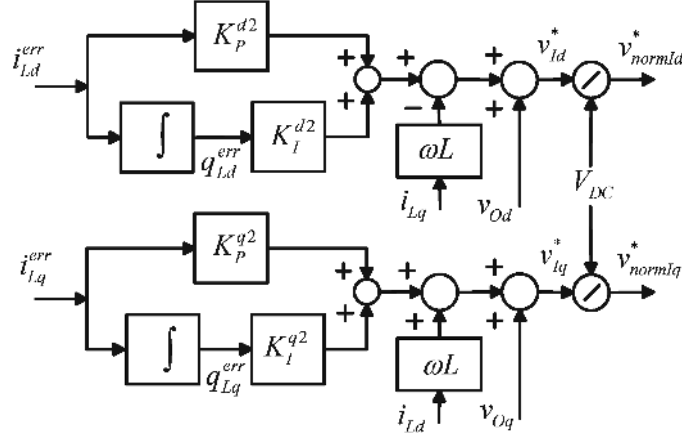 K_P^{d2}
i_{Ld}^{err}
+ + + + v_{Id}^* v_{normId}^*
+ − +
∫ q_{Ld}^{err} K_I^{d2}
ωL
i_{Lq} v_{Od} V_{DC}
K_P^{q2}
i_{Lq}^{err}
+ + + v_{Iq}^* v_{normIq}^*
+ + +
∫ q_{Lq}^{err} K_I^{q2}
ωL
i_{Ld} v_{Oq}